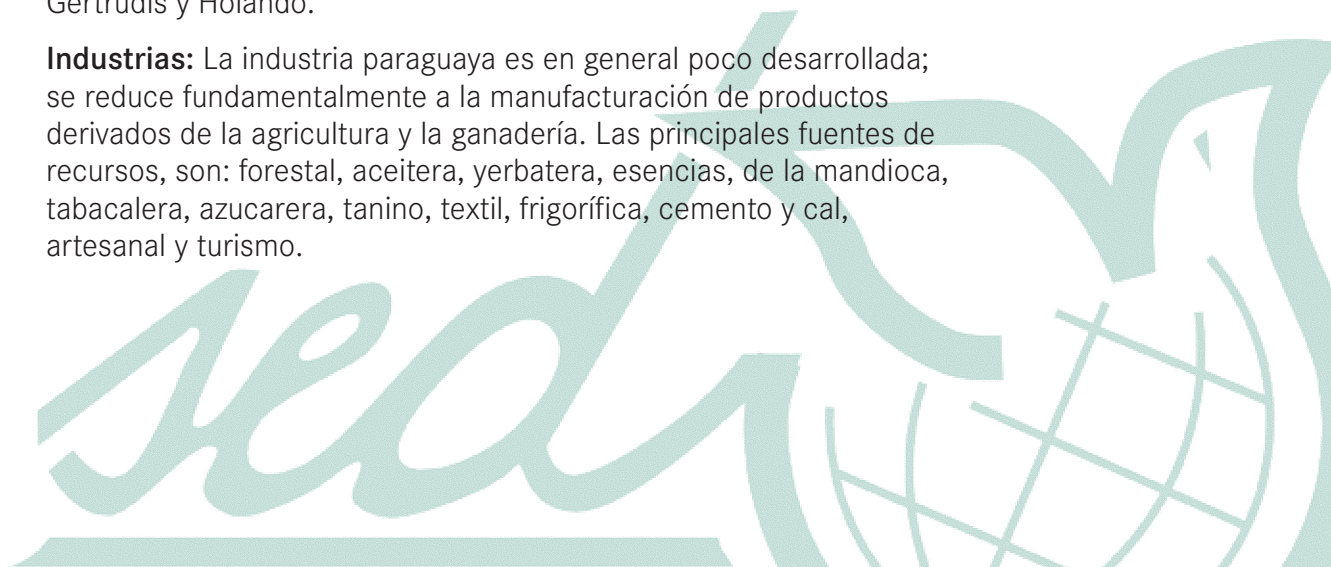 Gertrudis y Holando.
Industrias: La industria paraguaya es en general poco desarrollada;
se reduce fundamentalmente a la manufacturación de productos
derivados de la agricultura y la ganadería. Las principales fuentes de
recursos, son: forestal, aceitera, yerbatera, esencias, de la mandioca,
tabacalera, azucarera, tanino, textil, frigorífica, cemento y cal,
artesanal y turismo.
sed